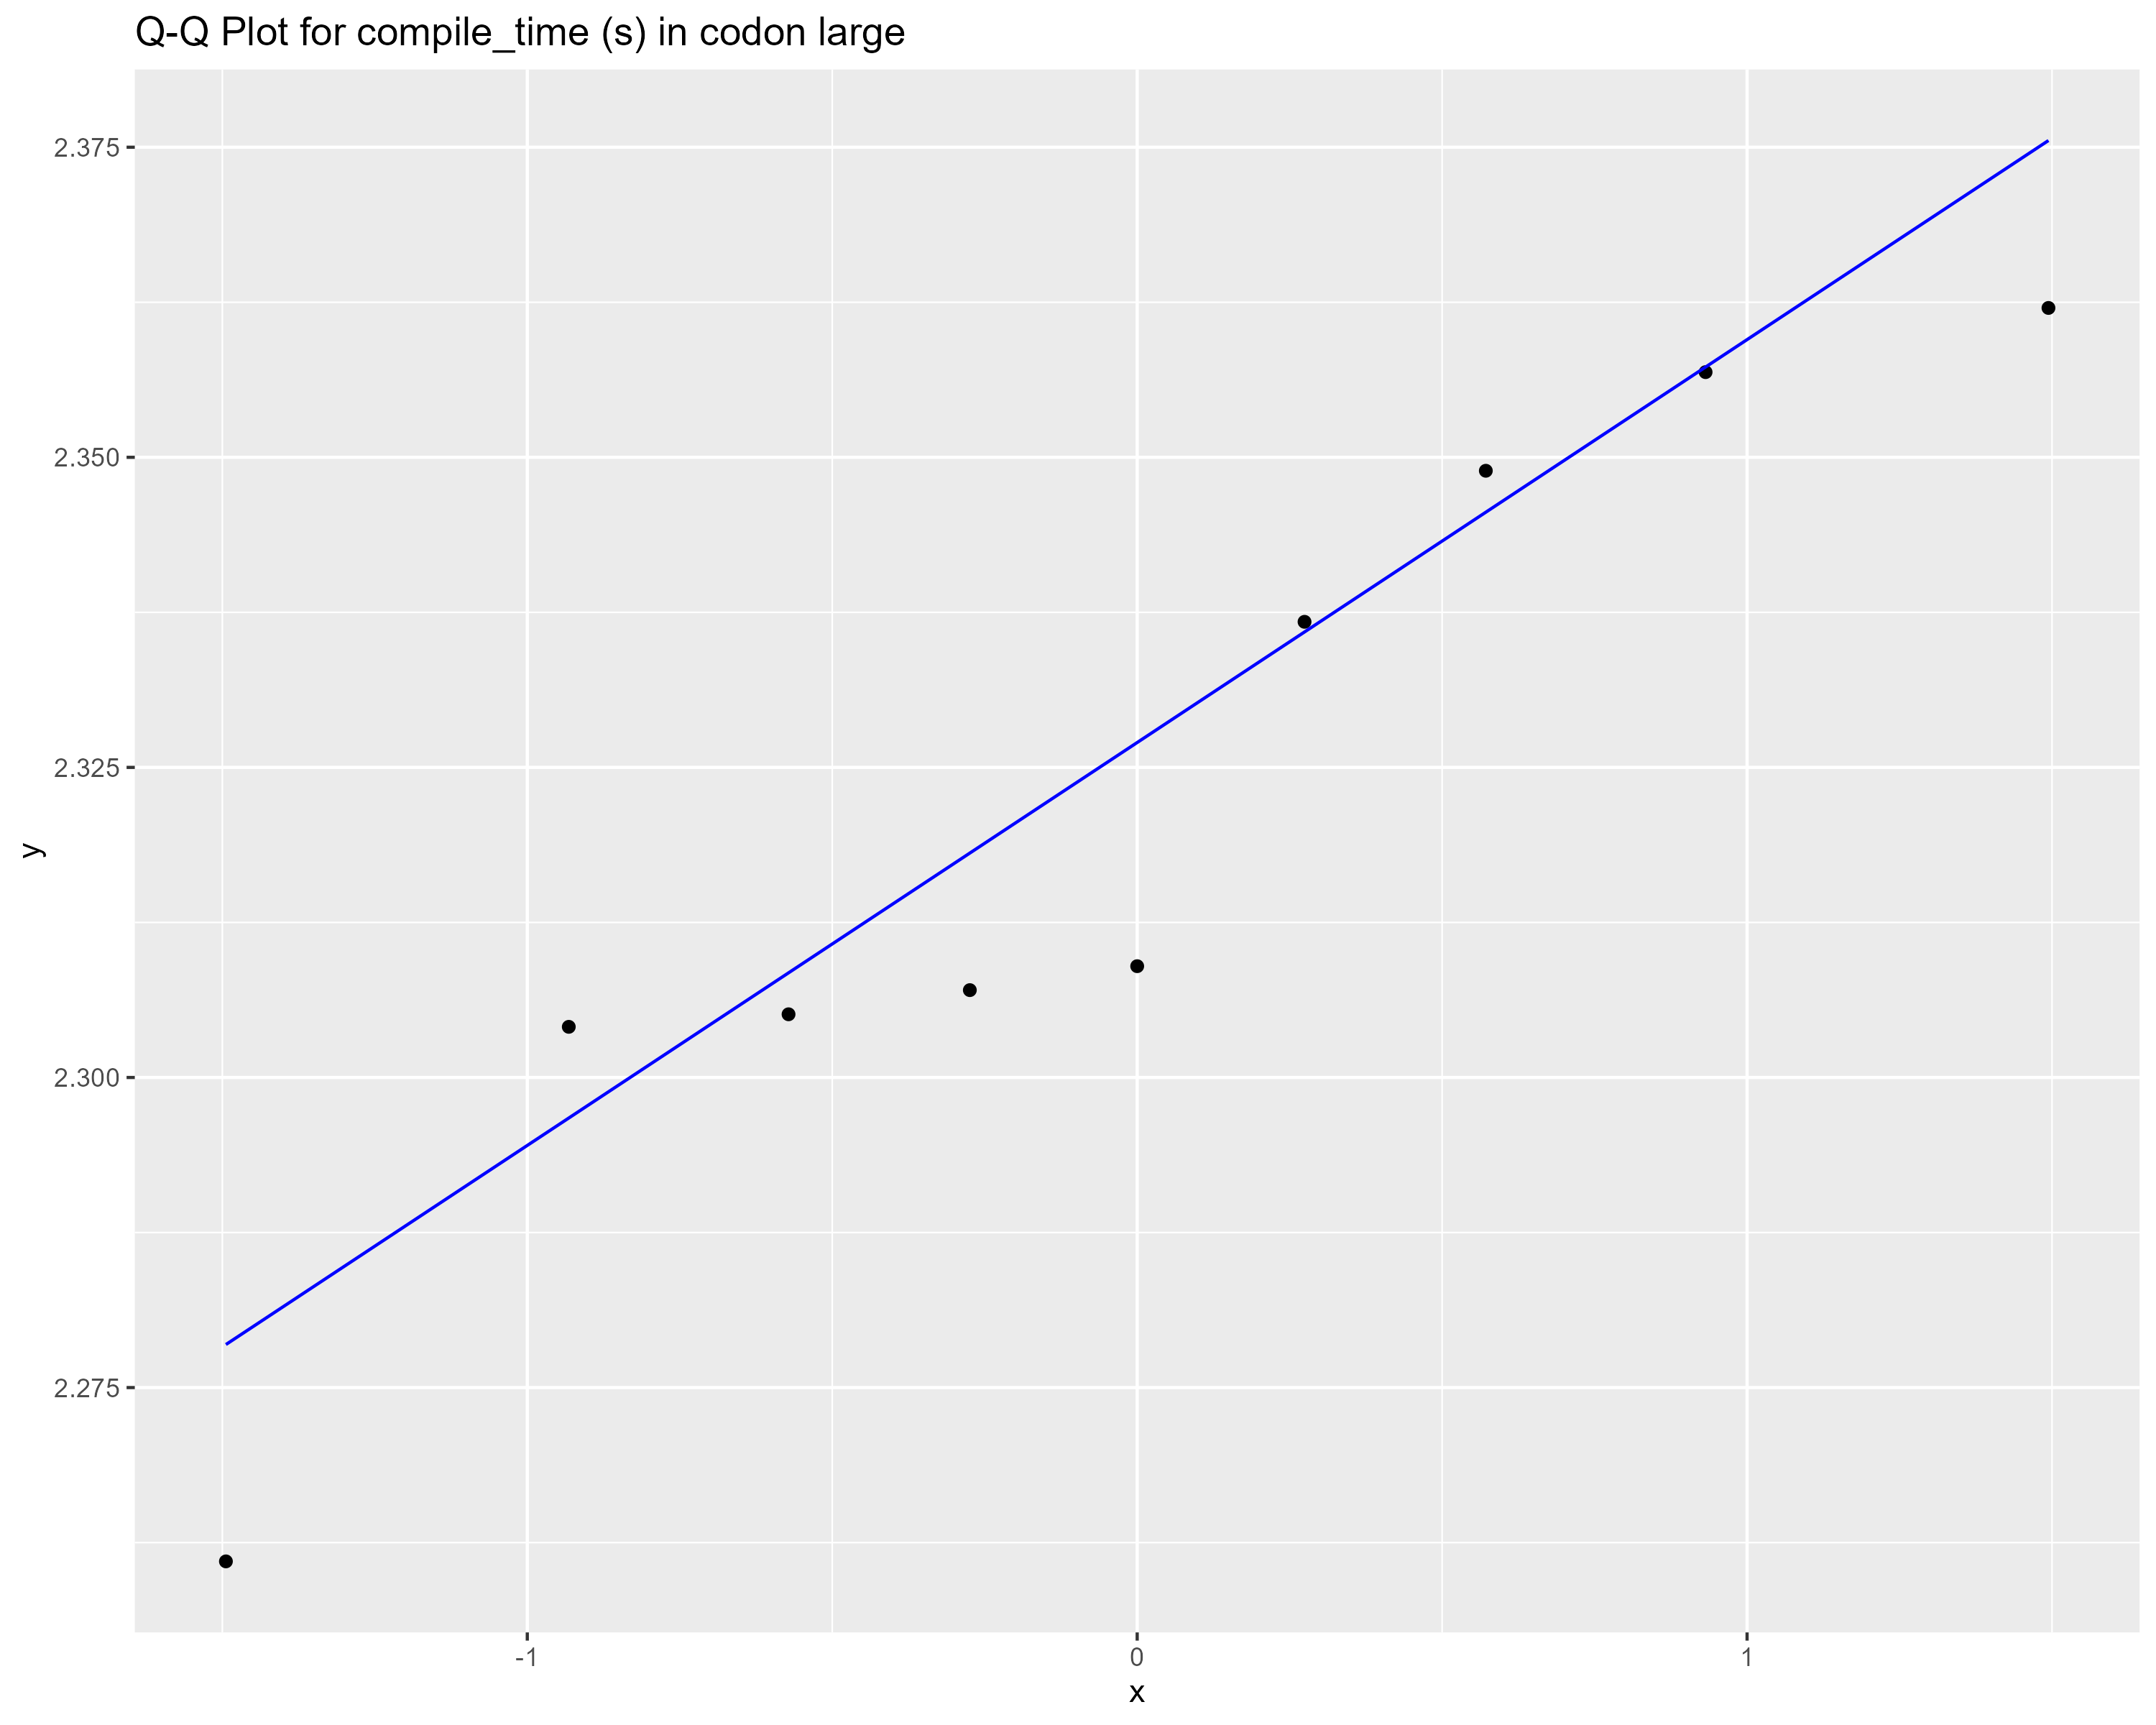 Q-Q Plot for compile_time (s) in codon large
2.375
2.350
2.325
2.300
2.275
y
-1 0 1
x